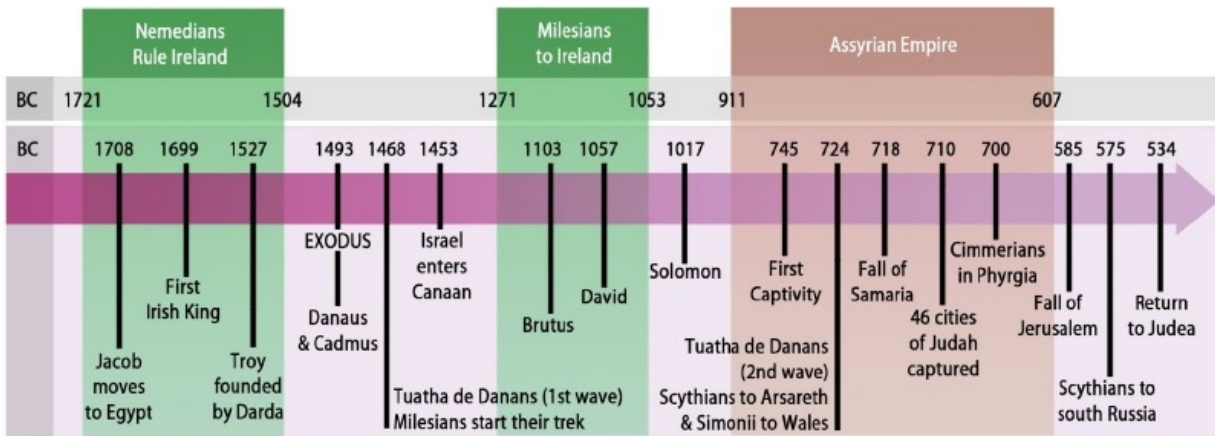 Nemedians
Rule Ireland
Milesians
to Ireland
Assyrian Empire
BC 1721 1504 1271 1053 911 607
BC 1708 1699 1527 1493 1468 1453 1103 1057 1017 745 724 718 710 700 585 575 534
Jacob
moves
to Egypt
First
Irish King
Troy
founded
by Darda
EXODUS
Danaus
& Cadmus
Tuatha de Danans (1st wave)
Milesians start their trek
Israel
enters
Canaan
Brutus
David
Solomon
First
Captivity
Tuatha de Danans
(2nd wave)
Scythians to Arsareth
& Simonii to Wales
Fall of
Samaria
46 cities
of Judah
captured
Cimmerians
in Phyrgia
Fall of
Jerusalem
Scythians to
south Russia
Return
to Judea